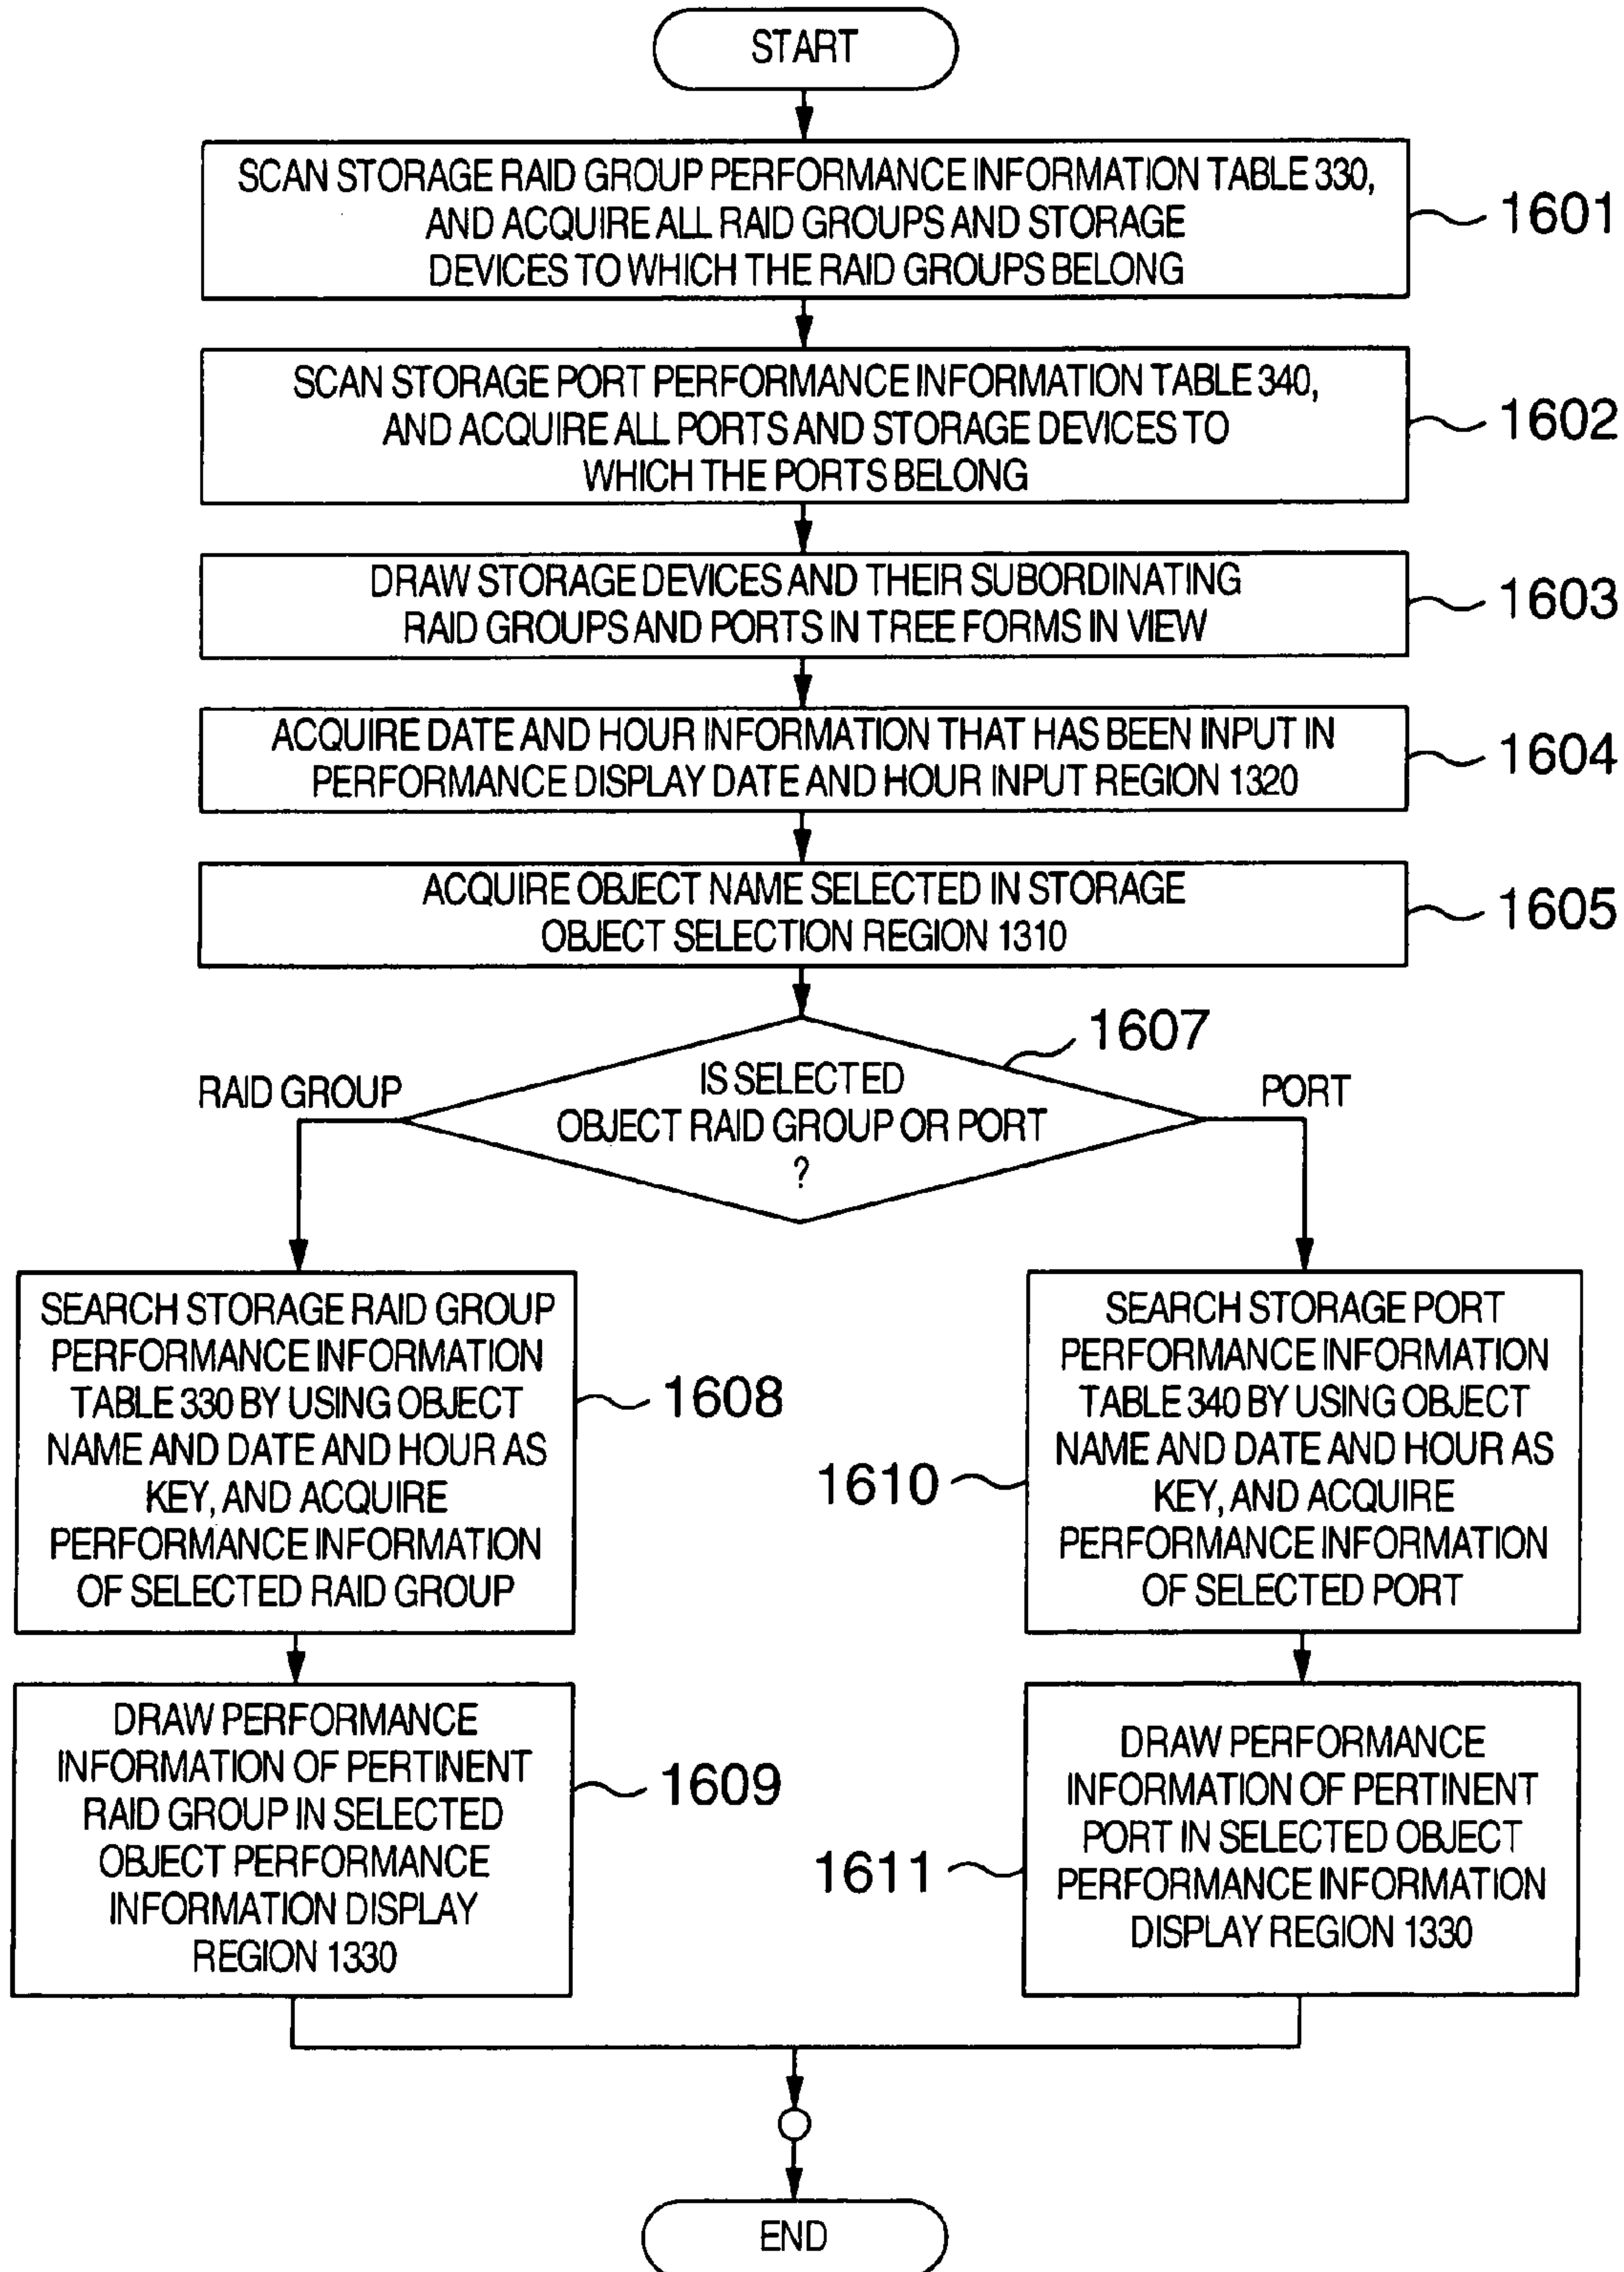 START
SCAN STORAGE RAID GROUP PERFORMANCE INFORMATION TABLE 330,
AND ACQUIRE ALL RAID GROUPS AND STORAGE
DEVICES TO WHICH THE RAID GROUPS BELONG
1601
SCAN STORAGE PORT PERFORMANCE INFORMATION TABLE 340,
AND ACQUIRE ALL PORTS AND STORAGE DEVICES TO
WHICH THE PORTS BELONG
1602
DRAW STORAGE DEVICES AND THEIR SUBORDINATING
RAID GROUPS AND PORTS IN TREE FORMS IN VIEW
1603
ACQUIRE DATE AND HOUR INFORMATION THAT HAS BEEN INPUT IN
PERFORMANCE DISPLAY DATE AND HOUR INPUT REGION 1320
1604
ACQUIRE OBJECT NAME SELECTED IN STORAGE
OBJECT SELECTION REGION 1310
1605
1607
IS SELECTED
OBJECT RAID GROUP OR PORT
?
RAID GROUP
PORT
SEARCH STORAGE RAID GROUP
PERFORMANCE INFORMATION
TABLE 330 BY USING OBJECT
NAME AND DATE AND HOUR AS
KEY, AND ACQUIRE
PERFORMANCE INFORMATION
OF SELECTED RAID GROUP
1608
SEARCH STORAGE PORT
PERFORMANCE INFORMATION
TABLE 340 BY USING OBJECT
NAME AND DATE AND HOUR AS
KEY, AND ACQUIRE
PERFORMANCE INFORMATION
OF SELECTED PORT
1610
DRAW PERFORMANCE
INFORMATION OF PERTINENT
RAID GROUP IN SELECTED
OBJECT PERFORMANCE
INFORMATION DISPLAY
REGION 1330
1609
DRAW PERFORMANCE
INFORMATION OF PERTINENT
PORT IN SELECTED OBJECT
PERFORMANCE INFORMATION
DISPLAY REGION 1330
1611
END